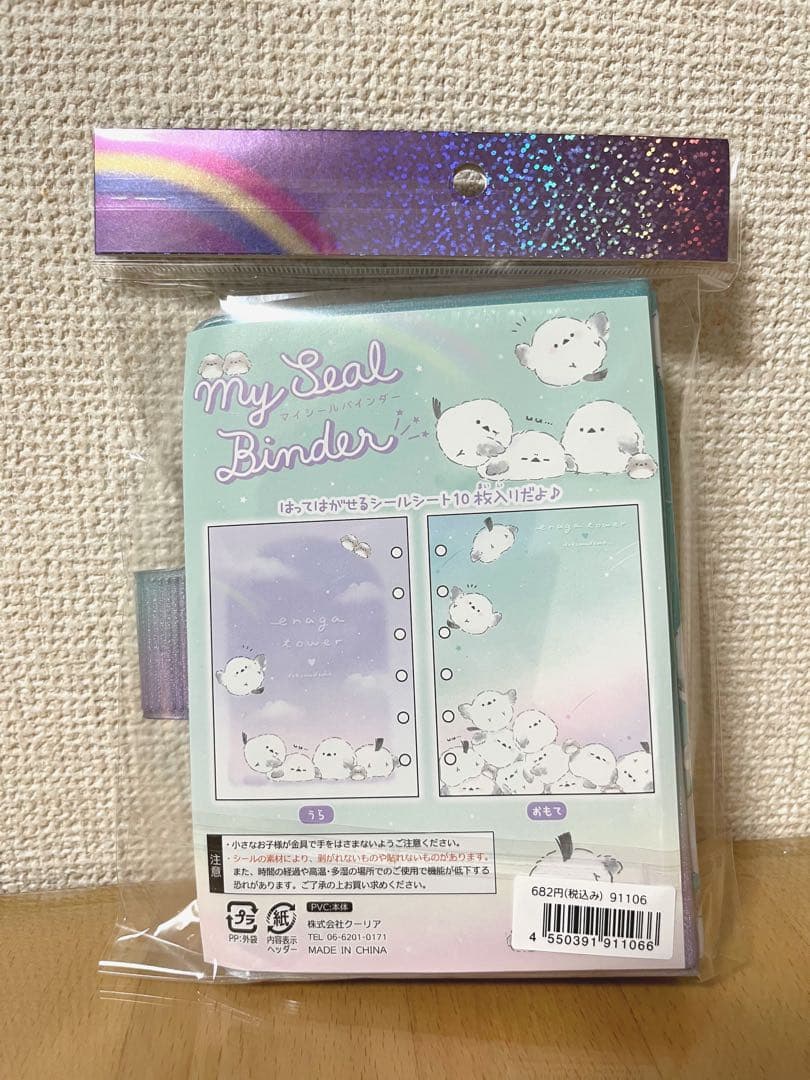 My Seal
マイシールバインダー
Binder
uu...
はってはがせるシールシート10枚入りだよ♪
まい い
enaga
tower
enaga tower
うら
おもて
注意
・小さなお子様が金具で手をはさまないようご注意ください。
・シールの素材により、剥がれないものや貼れないものがあります。
また、時間の経過や高温・多湿の場所でのご使用で機能が低下する
恐れがあります。ご了承の上お買い求めください。
プラ
PP:外袋
紙
内容表示
ヘッダー
PVC:本体
株式会社クーリア
TEL 06-6201-0171
MADE IN CHINA
682円(税込み) 91106
4 550391 911066